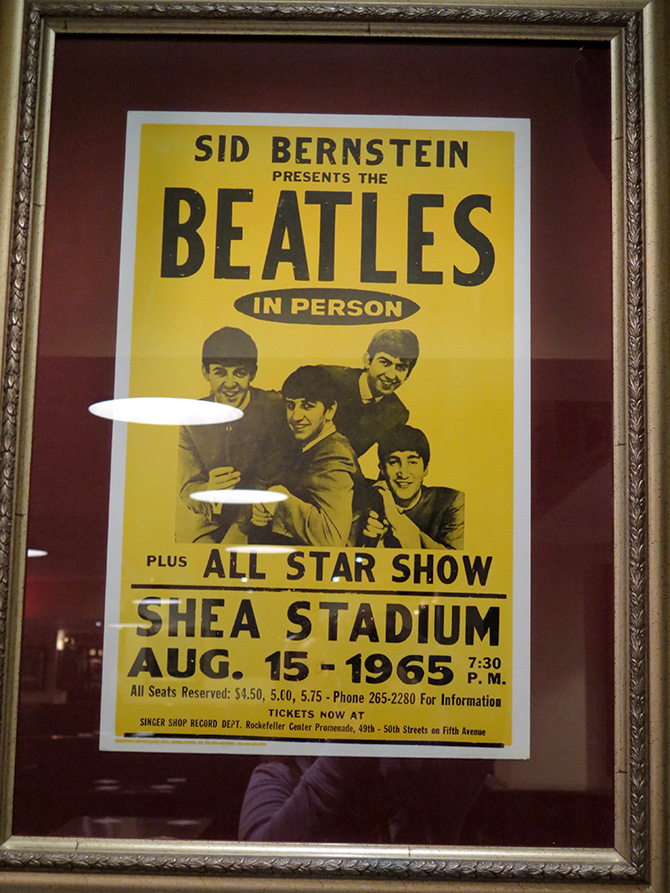 SID BERNSTEIN
PRESENTS THE
BEATLES
IN PERSON
PLUS ALL STAR SHOW
SHEA STADIUM
AUG. 15 - 1965 7:30 P. M.
All Seats Reserved: $4.50, 5.00, 5.75 - Phone 265-2280 For Information
TICKETS NOW AT
SINGER SHOP RECORD DEPT. Rockefeller Center Promenade, 49th - 50th Streets on Fifth Avenue